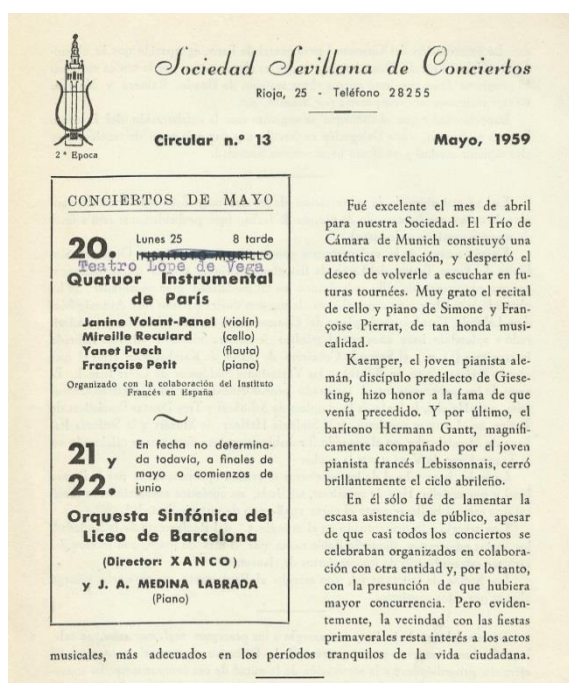 Sociedad Sevillana de Conciertos
Rioja, 25 - Teléfono 28255
2ª Epoca
Circular n.º 13
Mayo, 1959
CONCIERTOS DE MAYO
20.
Lunes 25 8 tarde
INSTITUTO MURILLO
Teatro Lope de Vega
Quatuor Instrumental
de París
Janine Volant-Panel (violín)
Mireille Reculard (cello)
Yanet Puech (flauta)
Françoise Petit (piano)
Organizado con la colaboración del Instituto
Francés en España
21 y
22.
En fecha no determina-
da todavía, a finales de
mayo o comienzos de
junio
Orquesta Sinfónica del
Liceo de Barcelona
(Director: XANCO)
y J. A. MEDINA LABRADA
(Piano)
Fué excelente el mes de abril
para nuestra Sociedad. El Trío de
Cámara de Munich constituyó una
auténtica revelación, y despertó el
deseo de volverle a escuchar en fu-
turas tournées. Muy grato el recital
de cello y piano de Simone y Fran-
çoise Pierrat, de tan honda musi-
calidad.
Kaemper, el joven pianista ale-
mán, discípulo predilecto de Giese-
king, hizo honor a la fama de que
venía precedido. Y por último, el
barítono Hermann Gantt, magnífi-
camente acompañado por el joven
pianista francés Lebissonnais, cerró
brillantemente el ciclo abrileño.
En él sólo fué de lamentar la
escasa asistencia de público, apesar
de que casi todos los conciertos se
celebraban organizados en colabora-
ción con otra entidad y, por lo tanto,
con la presunción de que hubiera
mayor concurrencia. Pero eviden-
temente, la vecindad con las fiestas
primaverales resta interés a los actos
musicales, más adecuados en los períodos tranquilos de la vida ciudadana.